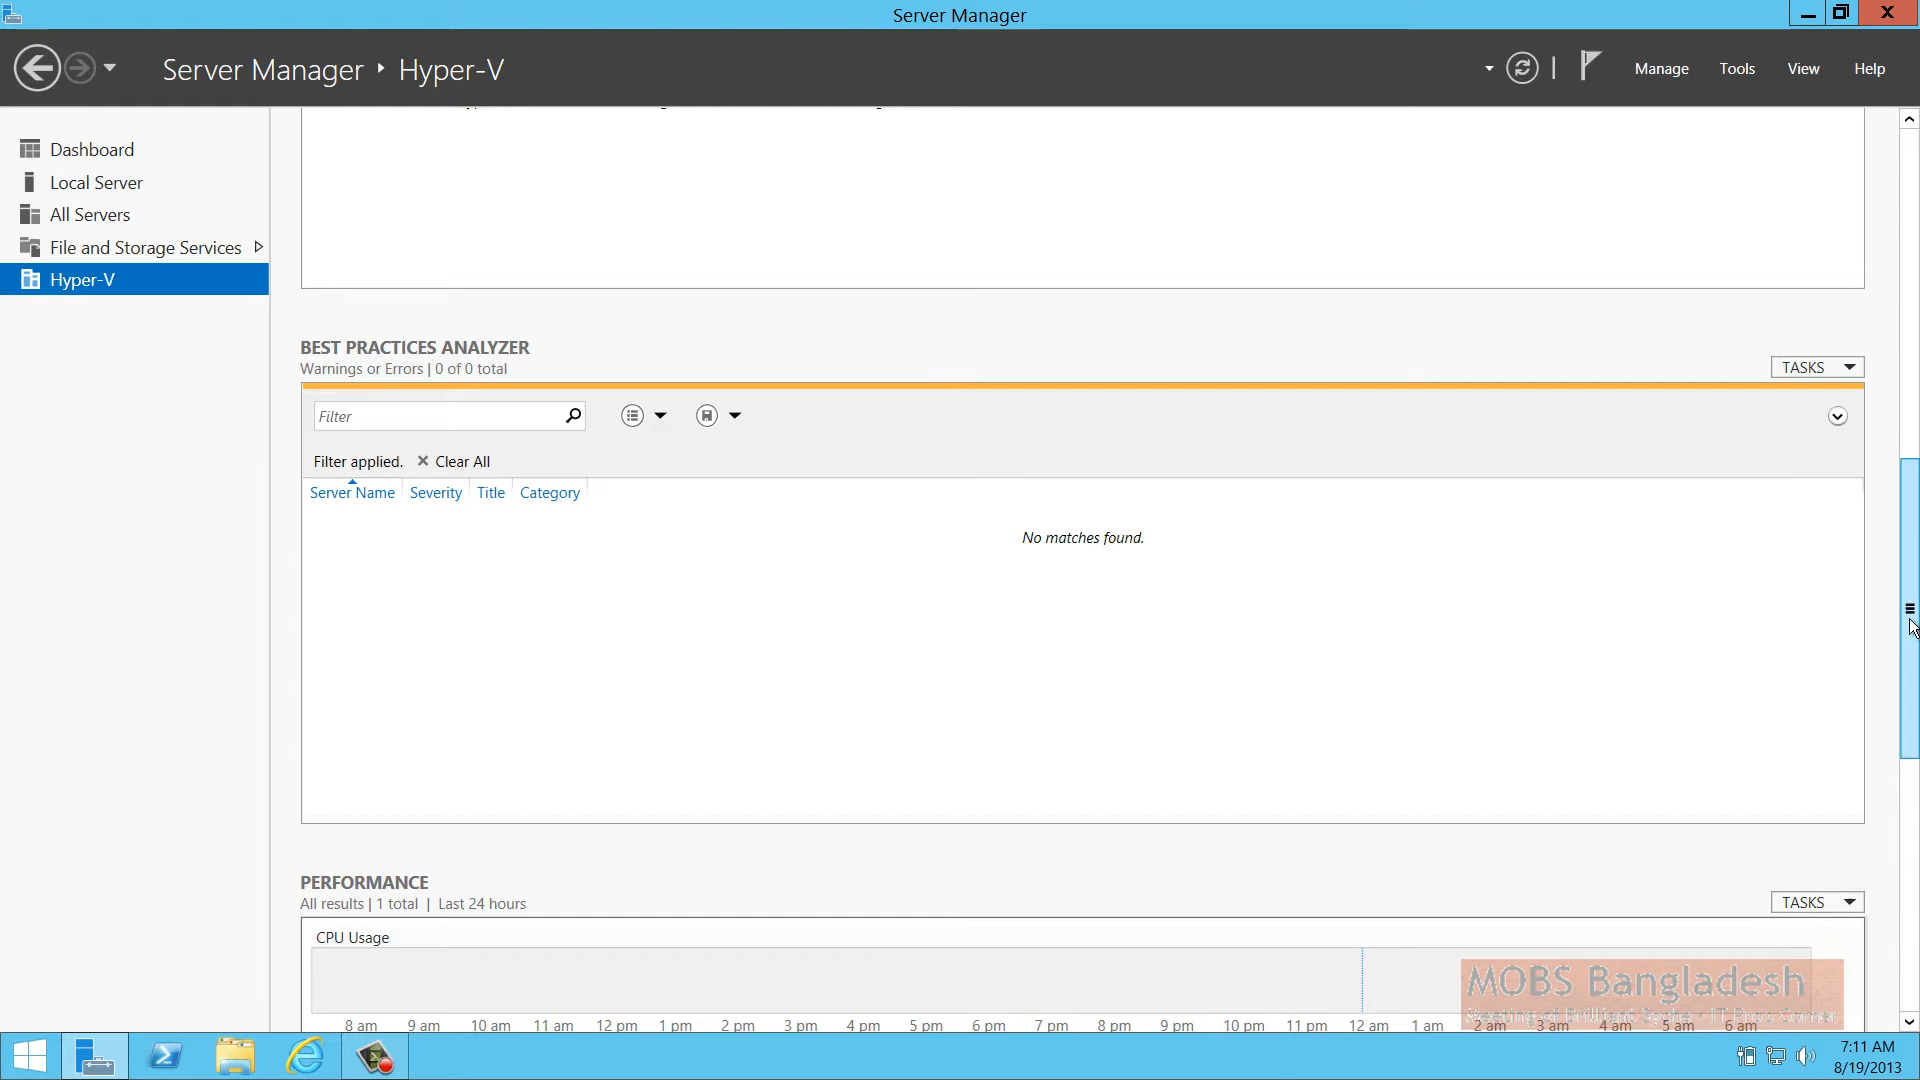 Server Manager
Server Manager Hyper-V
Manage Tools View Help
Dashboard
Local Server
All Servers
File and Storage Services
Hyper-V
BEST PRACTICES ANALYZER
Warnings or Errors | 0 of 0 total
TASKS
Filter
Filter applied. Clear All
Server Name Severity Title Category
No matches found.
PERFORMANCE
All results | 1 total | Last 24 hours
TASKS
CPU Usage
MOBS Bangladesh
8 am 9 am 10 am 11 am 12 pm 1 pm 2 pm 3 pm 4 pm 5 pm 6 pm 7 pm 8 pm 9 pm 10 pm 11 pm 12 am 1 am 2 am 3 am 4 am 5 am 6 am
7:11 AM
8/19/2013